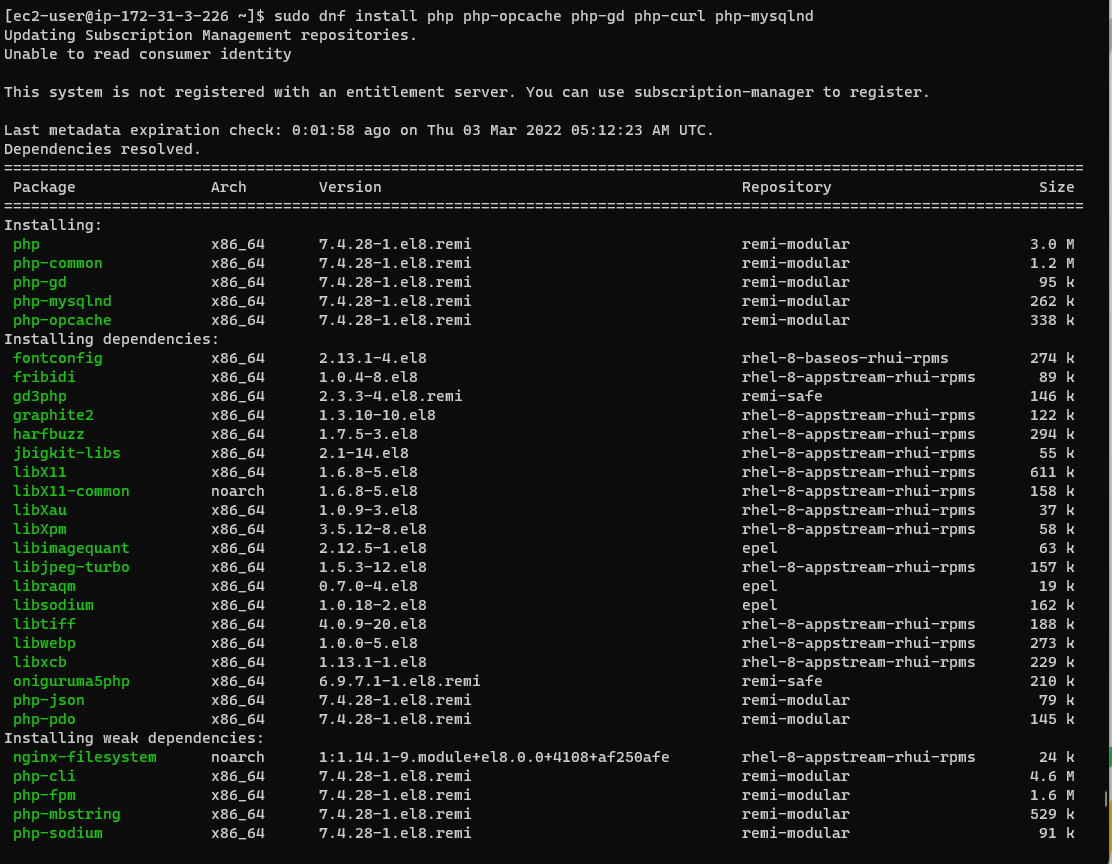 [ec2-user@ip-172-31-3-226 ~]$ sudo dnf install php php-opcache php-gd php-curl php-mysqlnd
Updating Subscription Management repositories.
Unable to read consumer identity

This system is not registered with an entitlement server. You can use subscription-manager to register.

Last metadata expiration check: 0:01:58 ago on Thu 03 Mar 2022 05:12:23 AM UTC.
Dependencies resolved.
========================================================================================================================
 Package               Arch        Version                                        Repository                       Size
========================================================================================================================
Installing:
 php                   x86_64      7.4.28-1.el8.remi                              remi-modular                    3.0 M
 php-common            x86_64      7.4.28-1.el8.remi                              remi-modular                    1.2 M
 php-gd                x86_64      7.4.28-1.el8.remi                              remi-modular                     95 k
 php-mysqlnd           x86_64      7.4.28-1.el8.remi                              remi-modular                    262 k
 php-opcache           x86_64      7.4.28-1.el8.remi                              remi-modular                    338 k
Installing dependencies:
 fontconfig            x86_64      2.13.1-4.el8                                   rhel-8-baseos-rhui-rpms         274 k
 fribidi               x86_64      1.0.4-8.el8                                    rhel-8-appstream-rhui-rpms       89 k
 gd3php                x86_64      2.3.3-4.el8.remi                               remi-safe                       146 k
 graphite2             x86_64      1.3.10-10.el8                                  rhel-8-appstream-rhui-rpms      122 k
 harfbuzz              x86_64      1.7.5-3.el8                                    rhel-8-appstream-rhui-rpms      294 k
 jbigkit-libs          x86_64      2.1-14.el8                                     rhel-8-appstream-rhui-rpms       55 k
 libX11                x86_64      1.6.8-5.el8                                    rhel-8-appstream-rhui-rpms      611 k
 libX11-common         noarch      1.6.8-5.el8                                    rhel-8-appstream-rhui-rpms      158 k
 libXau                x86_64      1.0.9-3.el8                                    rhel-8-appstream-rhui-rpms       37 k
 libXpm                x86_64      3.5.12-8.el8                                   rhel-8-appstream-rhui-rpms       58 k
 libimagequant         x86_64      2.12.5-1.el8                                   epel                             63 k
 libjpeg-turbo         x86_64      1.5.3-12.el8                                   rhel-8-appstream-rhui-rpms      157 k
 libraqm               x86_64      0.7.0-4.el8                                    epel                             19 k
 libsodium             x86_64      1.0.18-2.el8                                   epel                            162 k
 libtiff               x86_64      4.0.9-20.el8                                   rhel-8-appstream-rhui-rpms      188 k
 libwebp               x86_64      1.0.0-5.el8                                    rhel-8-appstream-rhui-rpms      273 k
 libxcb                x86_64      1.13.1-1.el8                                   rhel-8-appstream-rhui-rpms      229 k
 oniguruma5php         x86_64      6.9.7.1-1.el8.remi                             remi-safe                       210 k
 php-json              x86_64      7.4.28-1.el8.remi                              remi-modular                     79 k
 php-pdo               x86_64      7.4.28-1.el8.remi                              remi-modular                    145 k
Installing weak dependencies:
 nginx-filesystem      noarch      1:1.14.1-9.module+el8.0.0+4108+af250afe        rhel-8-appstream-rhui-rpms       24 k
 php-cli               x86_64      7.4.28-1.el8.remi                              remi-modular                    4.6 M
 php-fpm               x86_64      7.4.28-1.el8.remi                              remi-modular                    1.6 M
 php-mbstring          x86_64      7.4.28-1.el8.remi                              remi-modular                    529 k
 php-sodium            x86_64      7.4.28-1.el8.remi                              remi-modular                     91 k